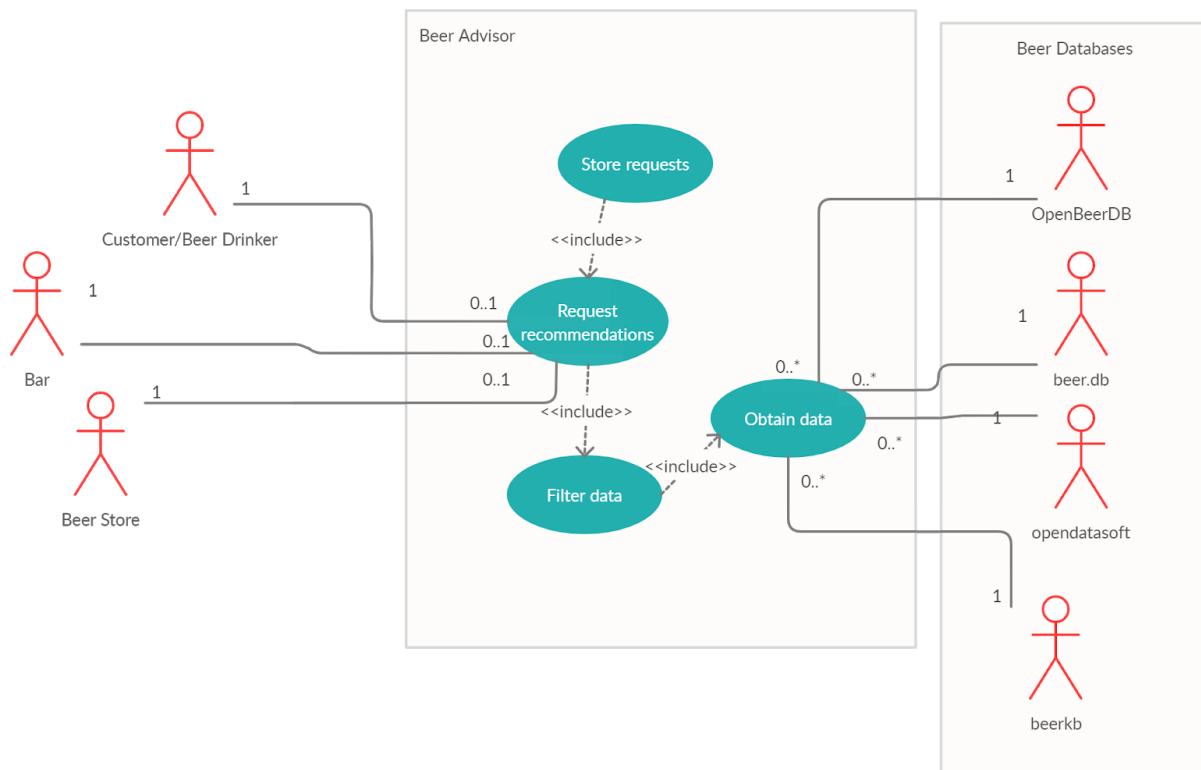 Beer Advisor
Beer Databases
Store requests
1
1
Customer/Beer Drinker
OpenBeerDB
<<include>>
1
0..1
Request
recommendations
1
0..1
Bar
0..1
0..*
0..*
beer.db
1
<<include>>
Obtain data
1
0..*
<<include>>
0..*
Filter data
Beer Store
opendatasoft
1
beerkb